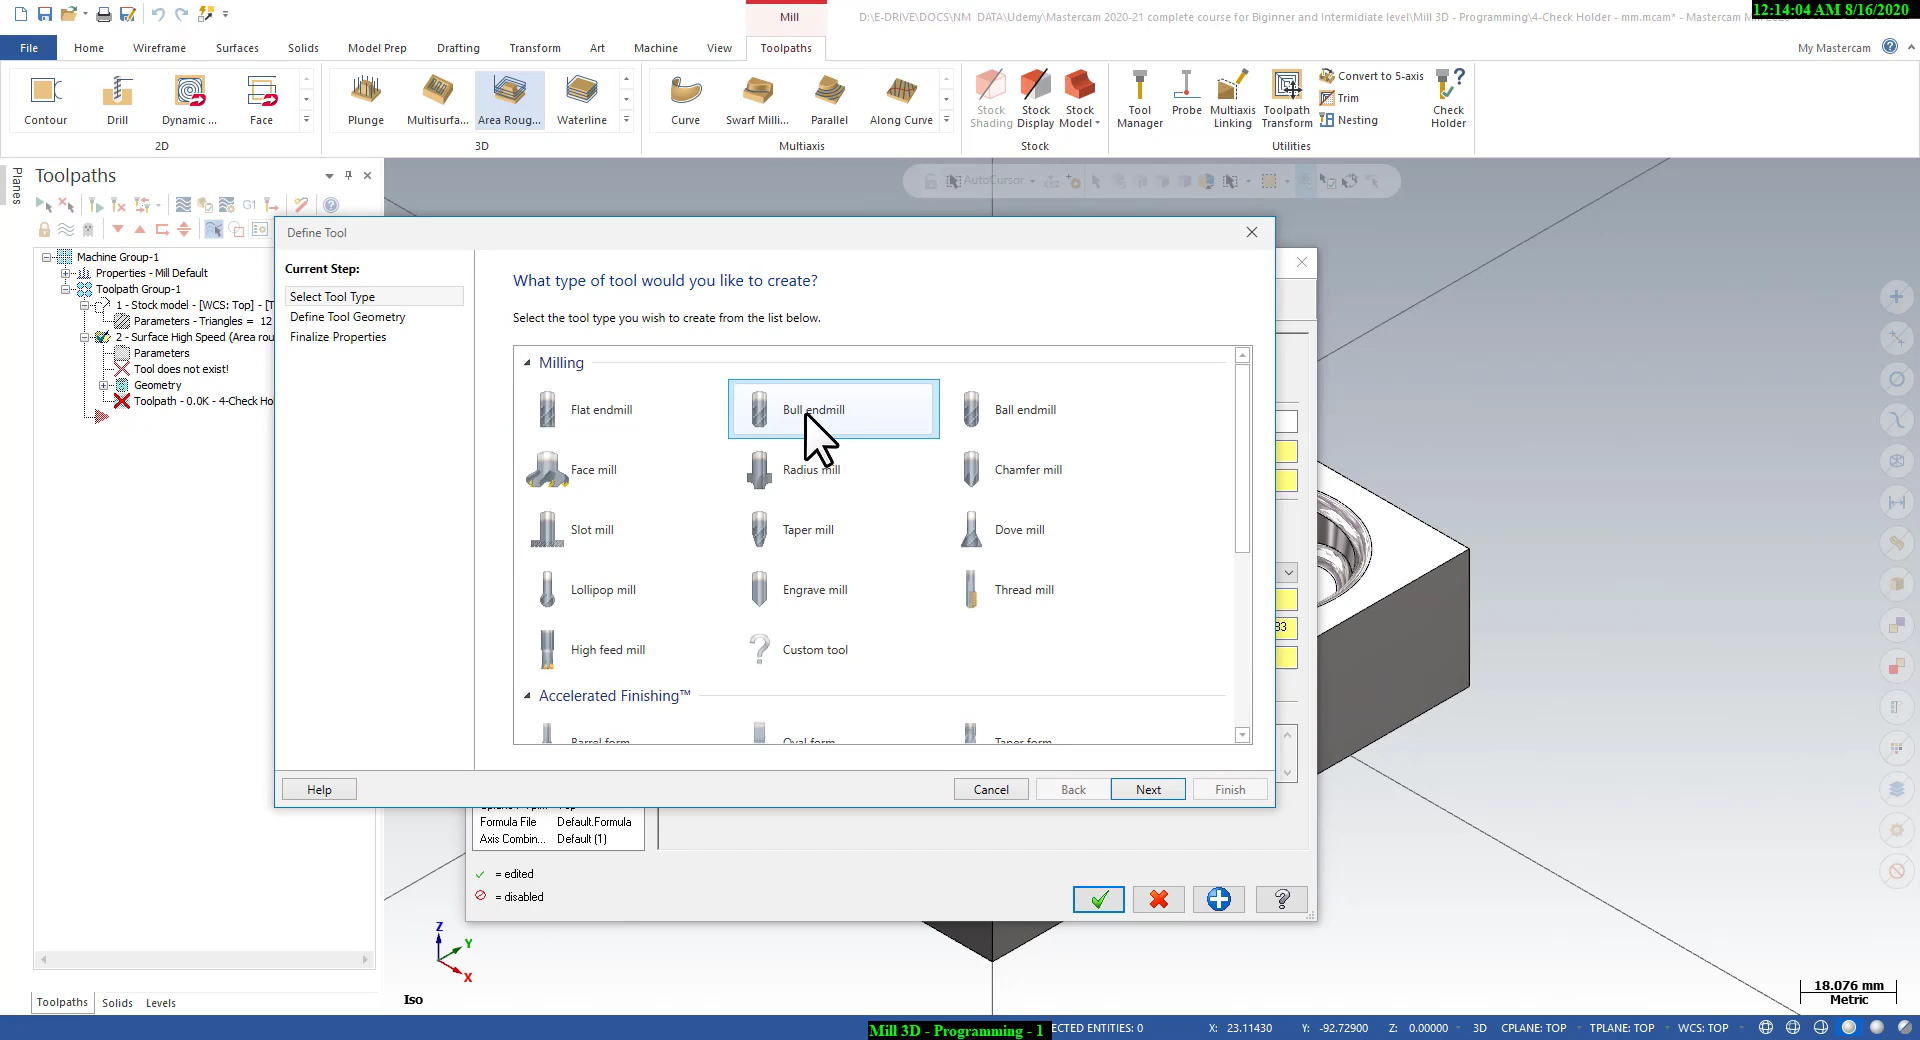 Mill
D:\E-DRIVE\DOCS\NM DATA\Udemy\Mastercam 2020-21 complete course for Biginner and Intermidiate level\Mill 3D - Programming\4-Check Holder - mm.mcam* - Mastercam M
12:14:04 AM 8/16/2020
File Home Wireframe Surfaces Solids Model Prep Drafting Transform Art Machine View Toolpaths My Mastercam
Contour Drill Dynamic ... Face
Plunge Multisurfa... Area Roug... Waterline
Curve Swarf Milli... Parallel Along Curve
Stock Shading
Stock Display
Stock Model
Tool Manager
Probe
Multiaxis Linking
Toolpath Transform
Convert to 5-axis
Trim
Nesting
Check Holder
2D 3D Multiaxis Stock Utilities
Planes
Toolpaths
AutoCursor
G1
Machine Group-1
Properties - Mill Default
Toolpath Group-1
1 - Stock model - [WCS: Top] - [T
Parameters - Triangles = 12
2 - Surface High Speed (Area rou
Parameters
Tool does not exist!
Geometry
Toolpath - 0.0K - 4-Check Ho
Define Tool
Current Step:
Select Tool Type
Define Tool Geometry
Finalize Properties
What type of tool would you like to create?
Select the tool type you wish to create from the list below.
Milling
Flat endmill Bull endmill Ball endmill
Face mill Radius mill Chamfer mill
Slot mill Taper mill Dove mill
Lollipop mill Engrave mill Thread mill
High feed mill Custom tool
Accelerated Finishing™
Barrel form Oval form Taper form
33
Help Cancel Back Next Finish
Formula File Default.Formula
Axis Combin... Default (1)
= edited
= disabled
Z
Y
X
Iso
18.076 mm
Metric
Toolpaths Solids Levels
Mill 3D - Programming - 1
ECTED ENTITIES: 0 X: 23.11430 Y: -92.72900 Z: 0.00000 3D CPLANE: TOP TPLANE: TOP WCS: TOP